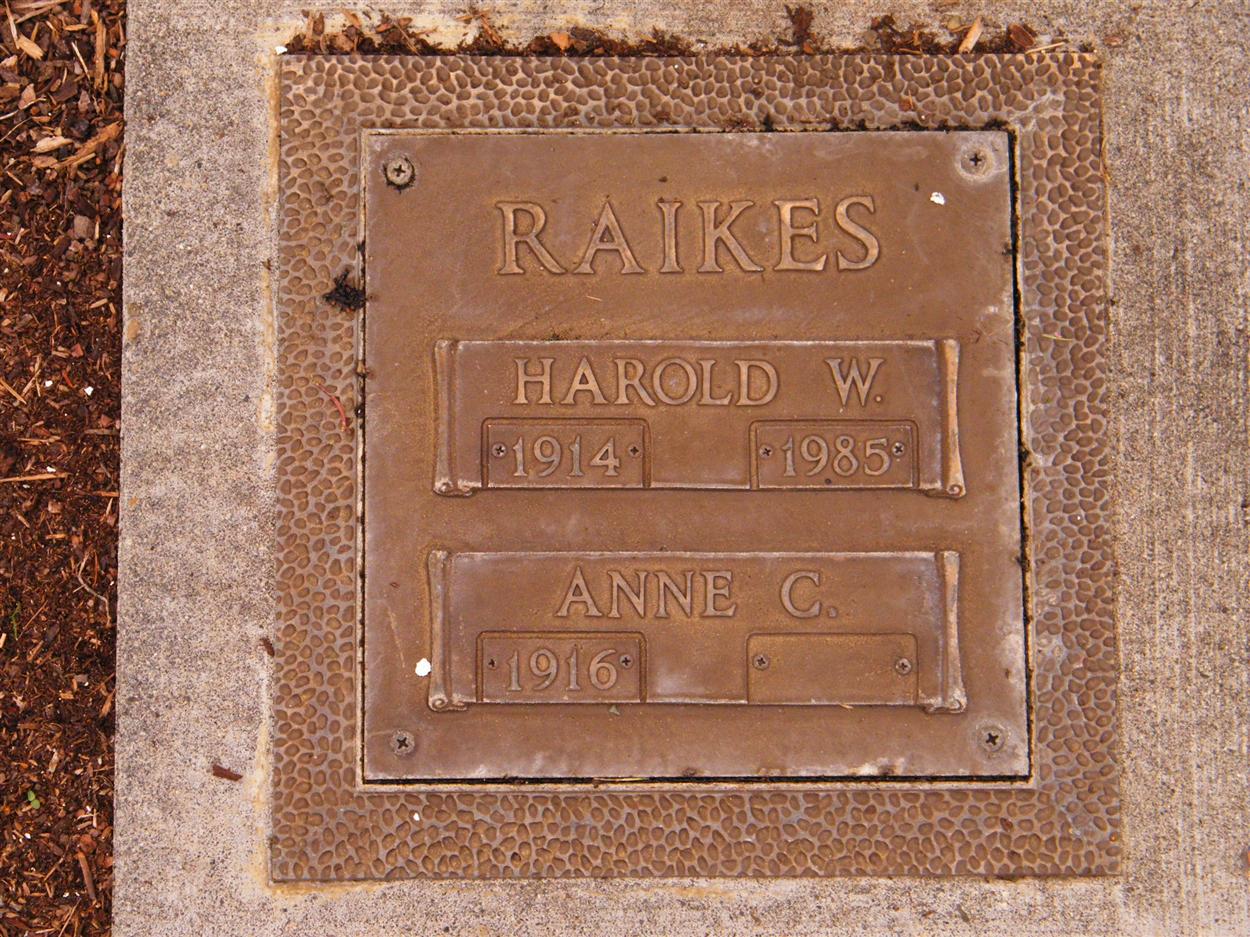 RAIKES
HAROLD W.
1914 1985
ANNE C.
1916